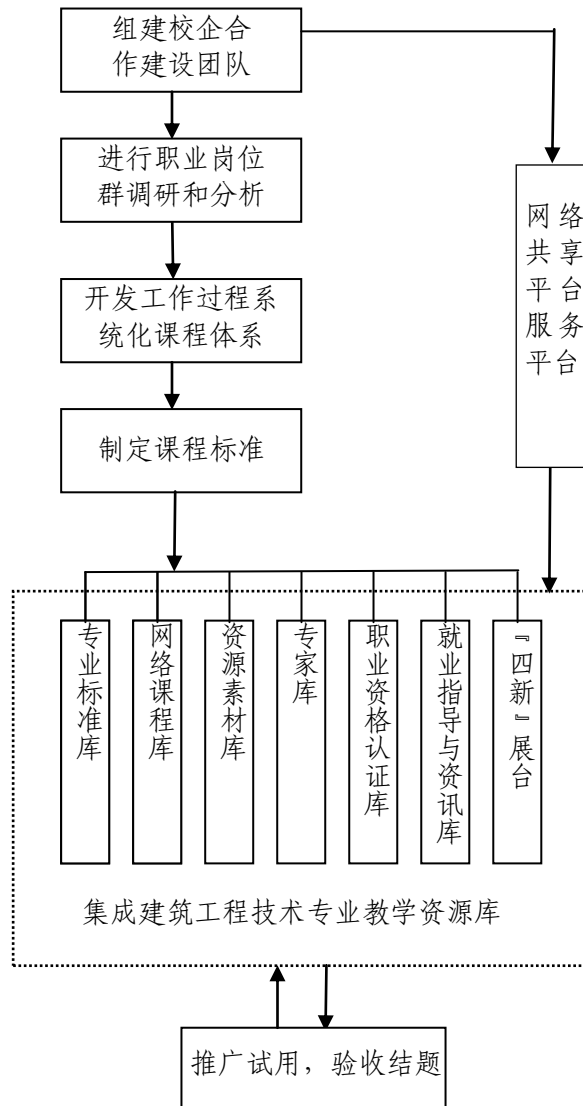 组建校企合
作建设团队
进行职业岗位
群调研和分析
网络
共享
平台
服务
平台
开发工作过程系
统化课程体系
制定课程标准
专业标准库
网络课程库
资源素材库
专家库
职业资格认证库
就业指导与资讯库
『四新』展台
集成建筑工程技术专业教学资源库
推广试用，验收结题